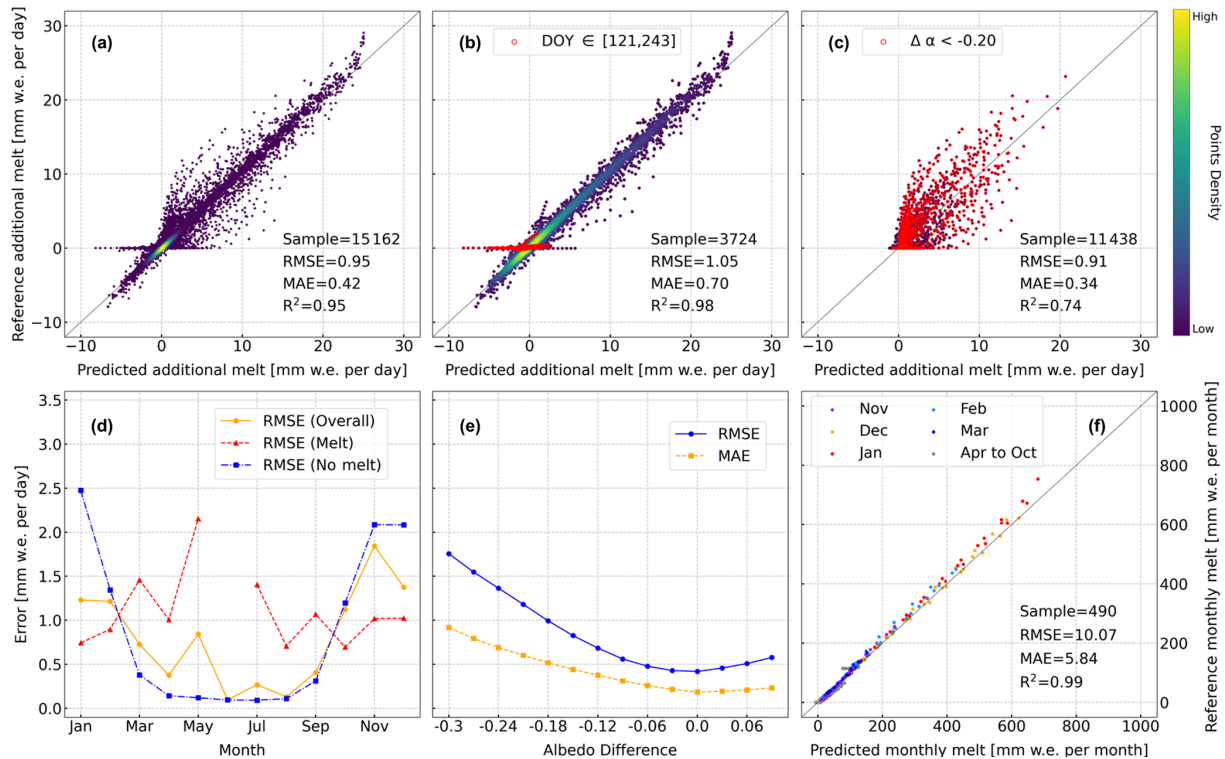 (a)
30
20
10
0
−10
Reference additional melt [mm w.e. per day]
Sample=15 162
RMSE=0.95
MAE=0.42
R²=0.95
−10 0 10 20 30
Predicted additional melt [mm w.e. per day]
(b)
DOY ∈ [121,243]
Sample=3724
RMSE=1.05
MAE=0.70
R²=0.98
−10 0 10 20 30
Predicted additional melt [mm w.e. per day]
(c)
Δ α < -0.20
Sample=11 438
RMSE=0.91
MAE=0.34
R²=0.74
−10 0 10 20 30
Predicted additional melt [mm w.e. per day]
High
Points Density
Low
(d)
3.5
3.0
2.5
2.0
1.5
1.0
0.5
0.0
Error [mm w.e. per day]
RMSE (Overall)
RMSE (Melt)
RMSE (No melt)
Jan Mar May Jul Sep Nov
Month
(e)
RMSE
MAE
-0.3 -0.24 -0.18 -0.12 -0.06 0.0 0.06
Albedo Difference
(f)
Nov
Dec
Jan
Feb
Mar
Apr to Oct
Sample=490
RMSE=10.07
MAE=5.84
R²=0.99
1000
800
600
400
200
0
Reference monthly melt [mm w.e. per month]
0 200 400 600 800 1000
Predicted monthly melt [mm w.e. per month]